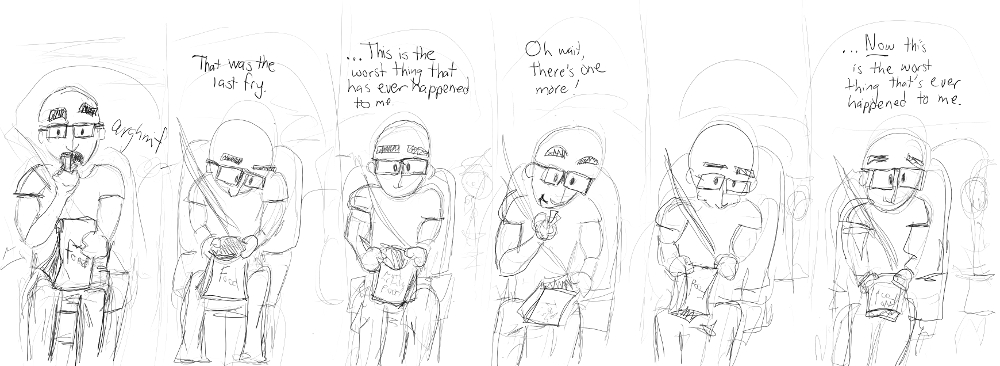 arghmf
That was the
last fry.
...This is the
worst thing that
has ever happened
to me.
Oh wait,
there's one
more!
... Now this
is the worst
thing that's ever
happened to me.